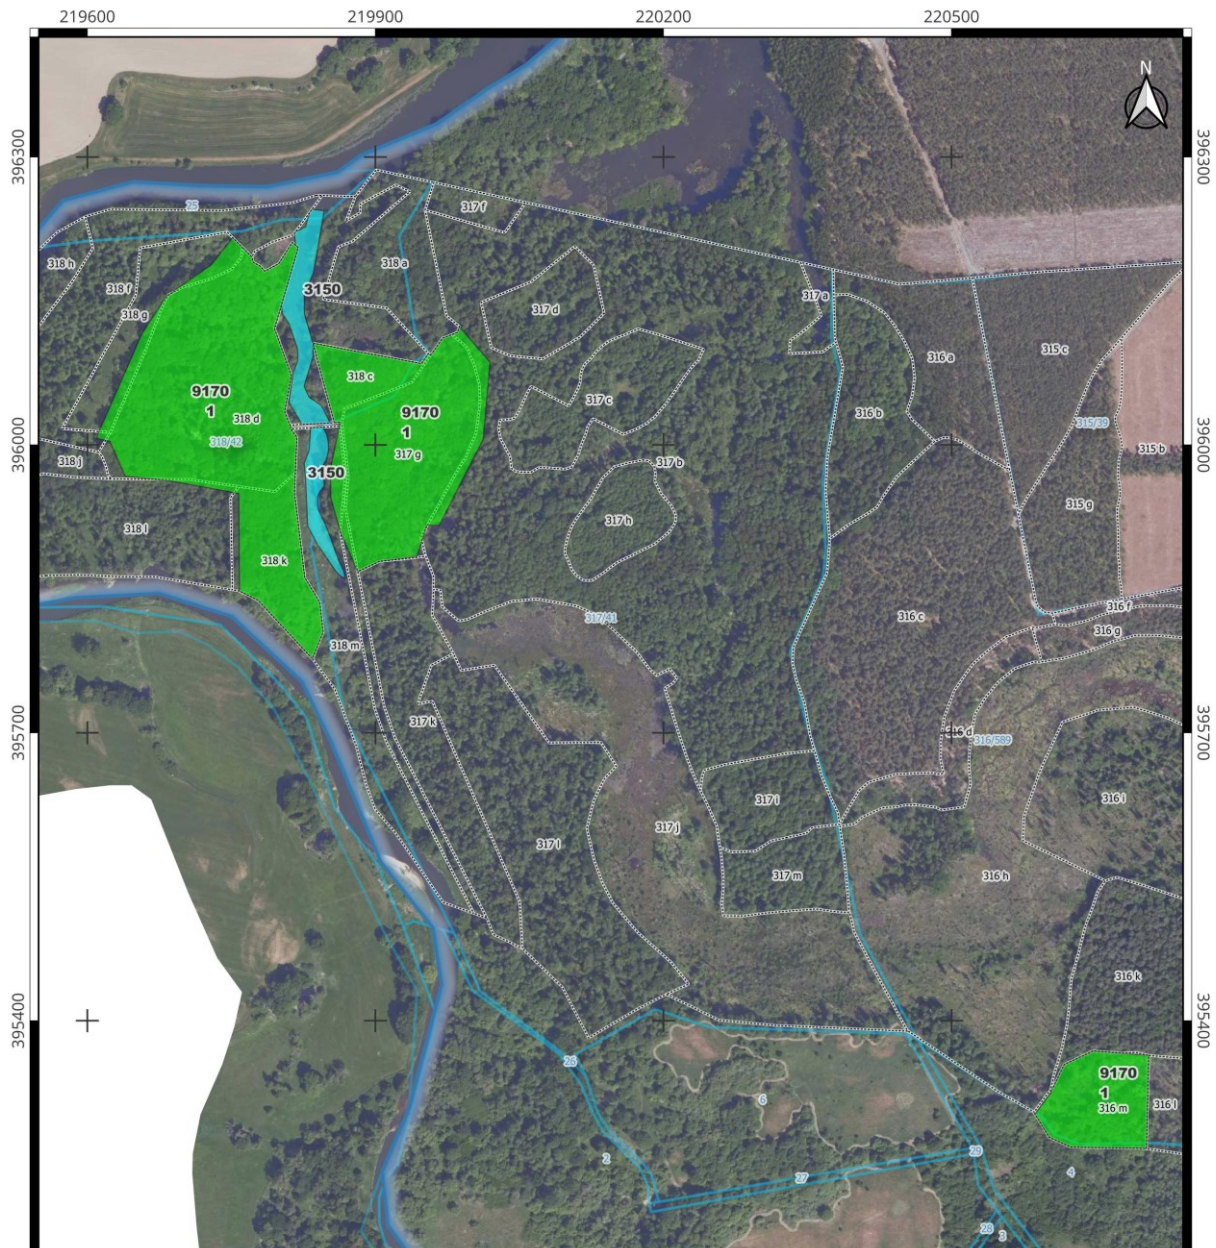 219600
219900
220200
220500
N
396300
396300
25
317 f
318 h
318 a
318 f
3150
317 a
318 g
317 d
316 a
315 c
318 c
9170
1
317 c
318 d
9170
1
316 b
315/39
318/42
317 g
396000
396000
315 b
318 j
3150
317 b
315 g
318 l
317 h
318 k
316 f
317/41
316 c
316 g
318 m
317 k
316 d
316/589
395700
395700
317 i
316 i
317 j
317 l
317 m
316 h
316 k
395400
395400
26
9170
1
6
316 m
316 l
29
2
4
27
28
3